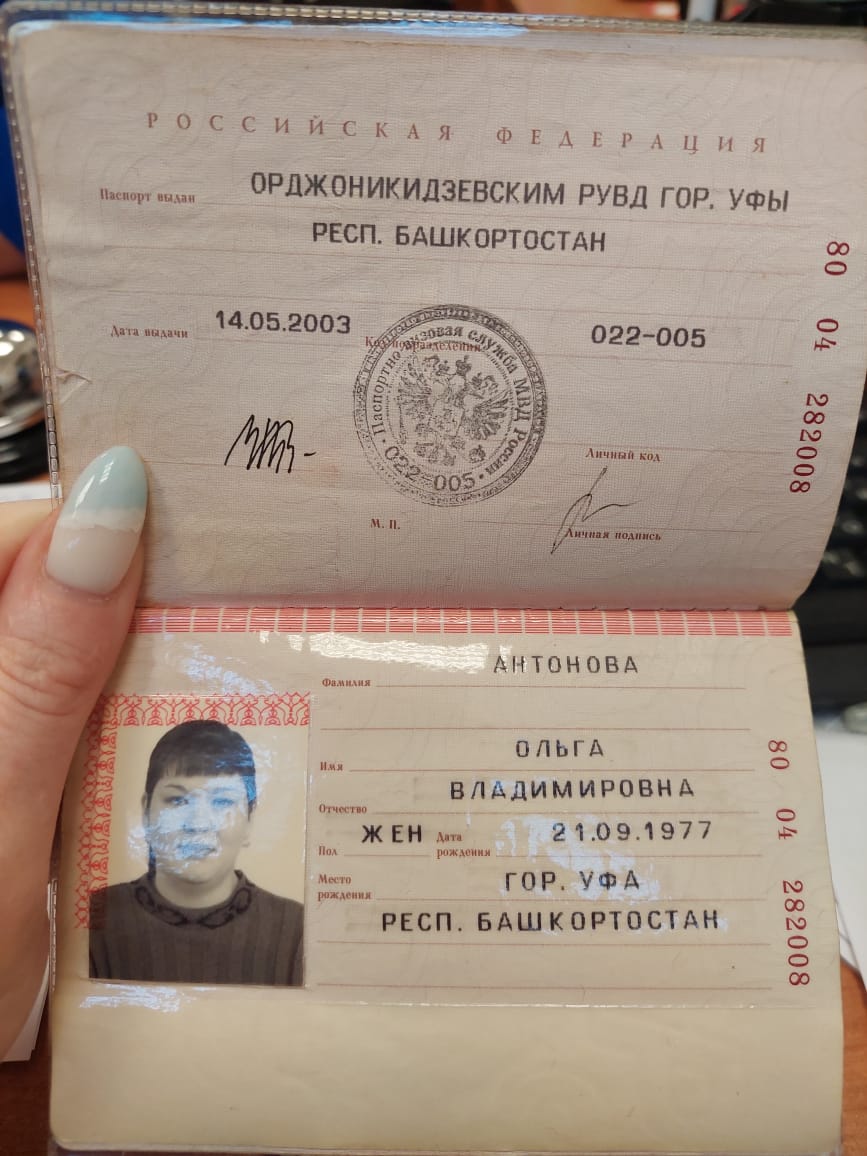 РОССИЙСКАЯ ФЕДЕРАЦИЯ
Паспорт выдан ОРДЖОНИКИДЗЕВСКИМ РУВД ГОР. УФЫ
РЕСП. БАШКОРТОСТАН
Дата выдачи 14.05.2003 Код подразделения 022-005
Паспортно-визовая служба МВД России
022-005
Личный код
М. П.
Личная подпись
80 04 282008
Фамилия АНТОНОВА
Имя ОЛЬГА
Отчество ВЛАДИМИРОВНА
Пол ЖЕН Дата рождения 21.09.1977
Место рождения ГОР. УФА
РЕСП. БАШКОРТОСТАН
80 04 282008